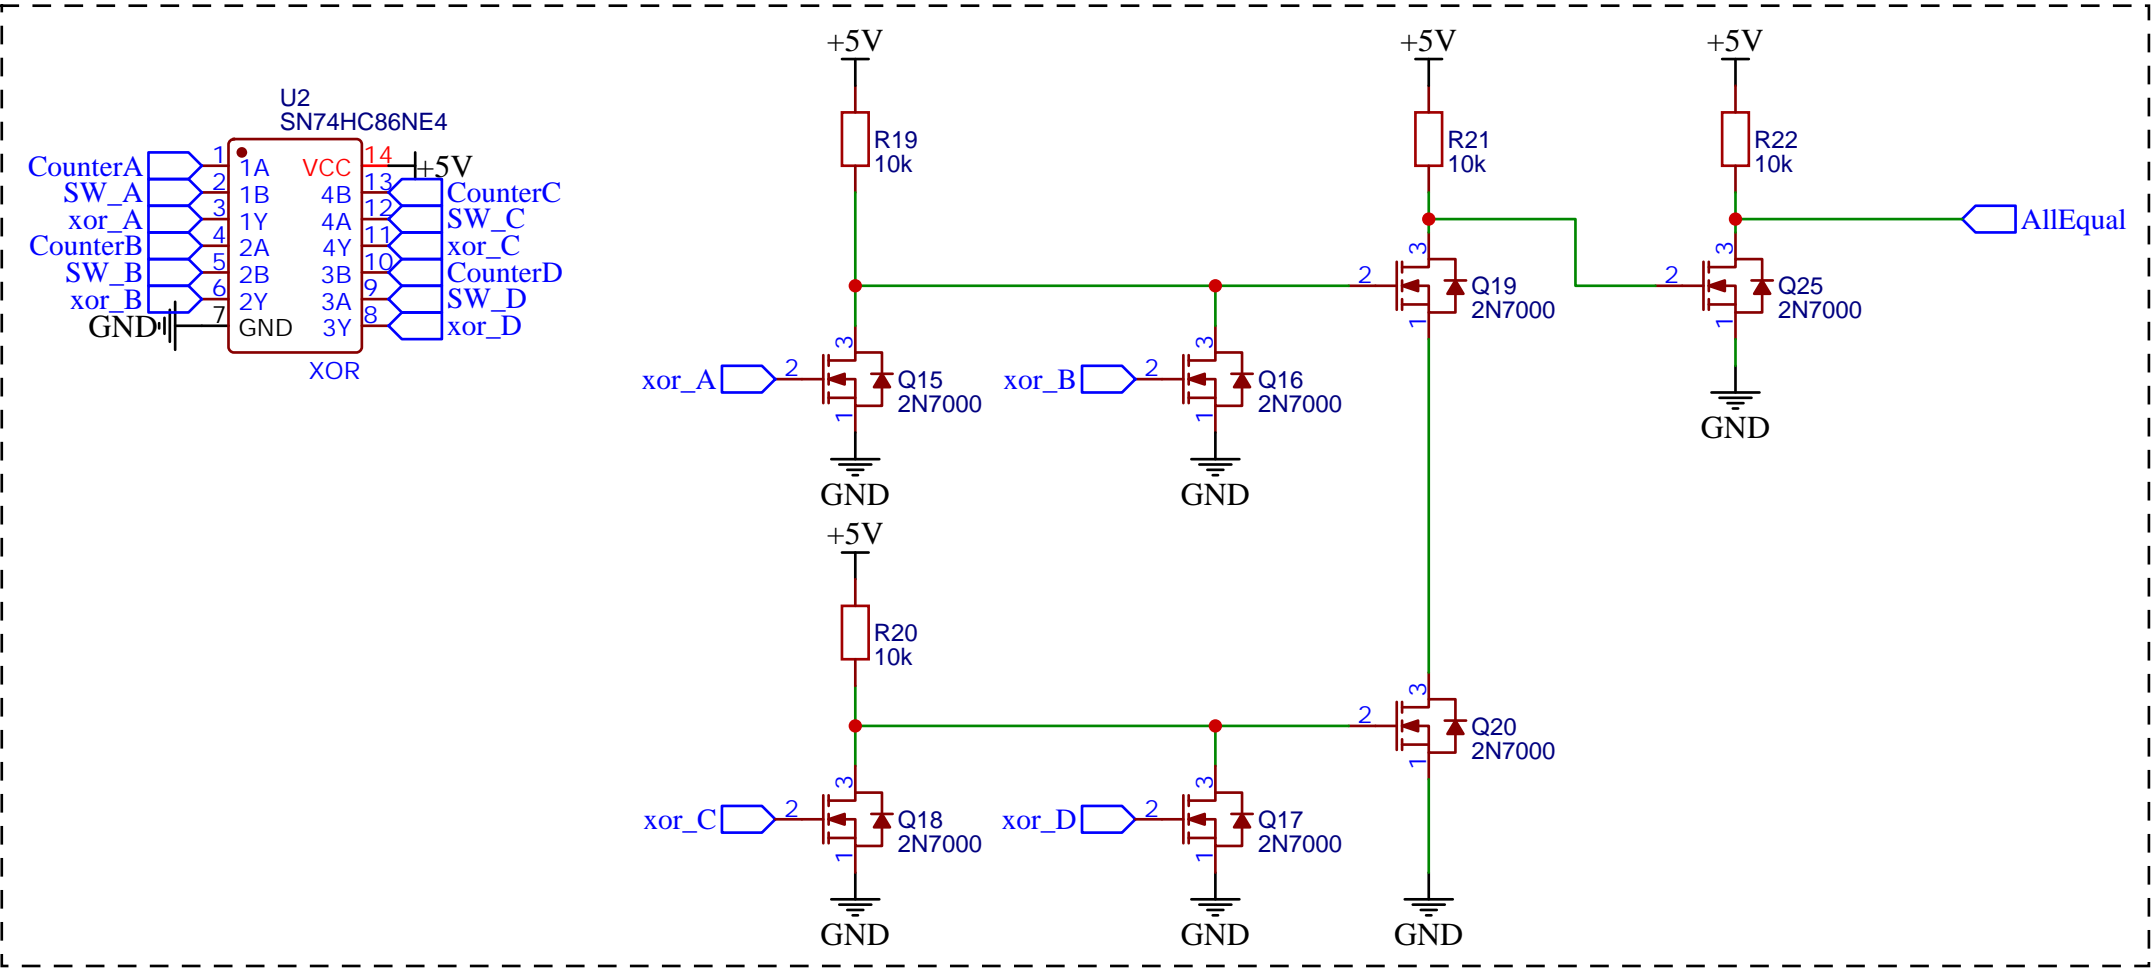 U2
SN74HC86NE4
CounterA 1 1A VCC 14 +5V
SW_A 2 1B 4B 13 CounterC
xor_A 3 1Y 4A 12 SW_C
CounterB 4 2A 4Y 11 xor_C
SW_B 5 2B 3B 10 CounterD
xor_B 6 2Y 3A 9 SW_D
GND 7 GND 3Y 8 xor_D
XOR
+5V
R19
10k
+5V
R21
10k
+5V
R22
10k
AllEqual
xor_A 2 3 1 Q15
2N7000
GND
xor_B 2 3 1 Q16
2N7000
GND
2 3 1 Q19
2N7000
2 3 1 Q25
2N7000
GND
+5V
R20
10k
xor_C 2 3 1 Q18
2N7000
GND
xor_D 2 3 1 Q17
2N7000
GND
2 3 1 Q20
2N7000
GND